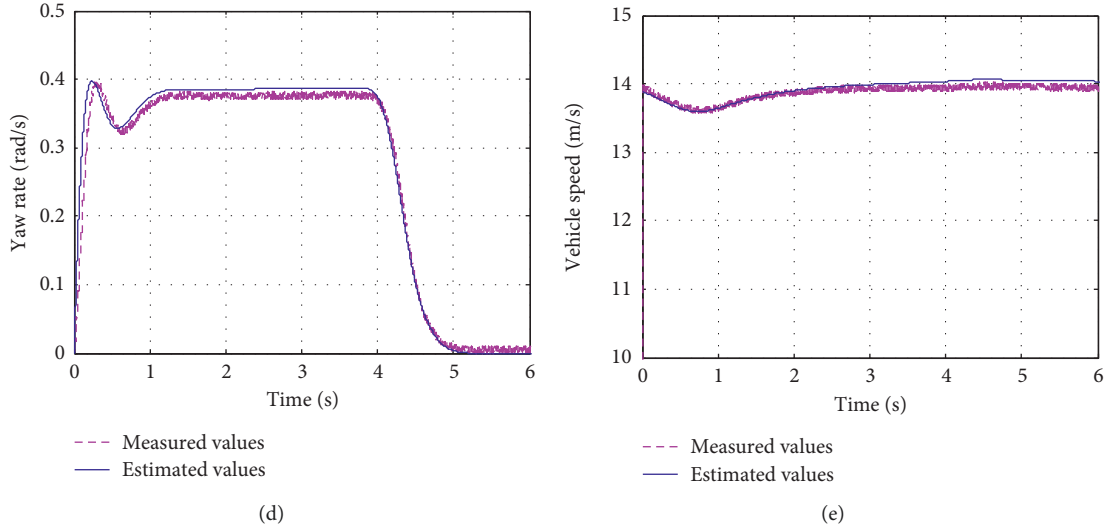 0.5
0.4
0.3
0.2
0.1
0
Yaw rate (rad/s)
0 1 2 3 4 5 6
Time (s)
Measured values
Estimated values
(d)
15
14
13
12
11
10
Vehicle speed (m/s)
0 1 2 3 4 5 6
Time (s)
Measured values
Estimated values
(e)